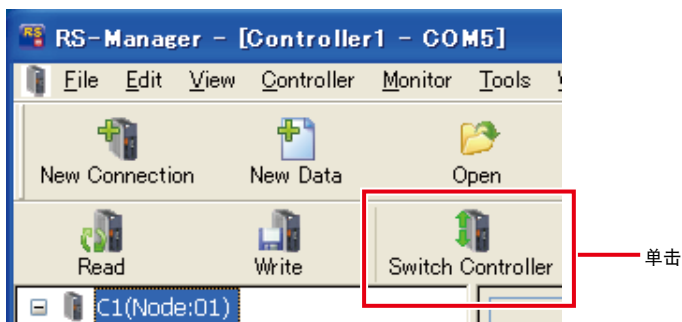 RS-Manager - [Controller1 - COM5]
File Edit View Controller Monitor Tools
New Connection New Data Open
Read Write Switch Controller
单击
C1(Node:01)